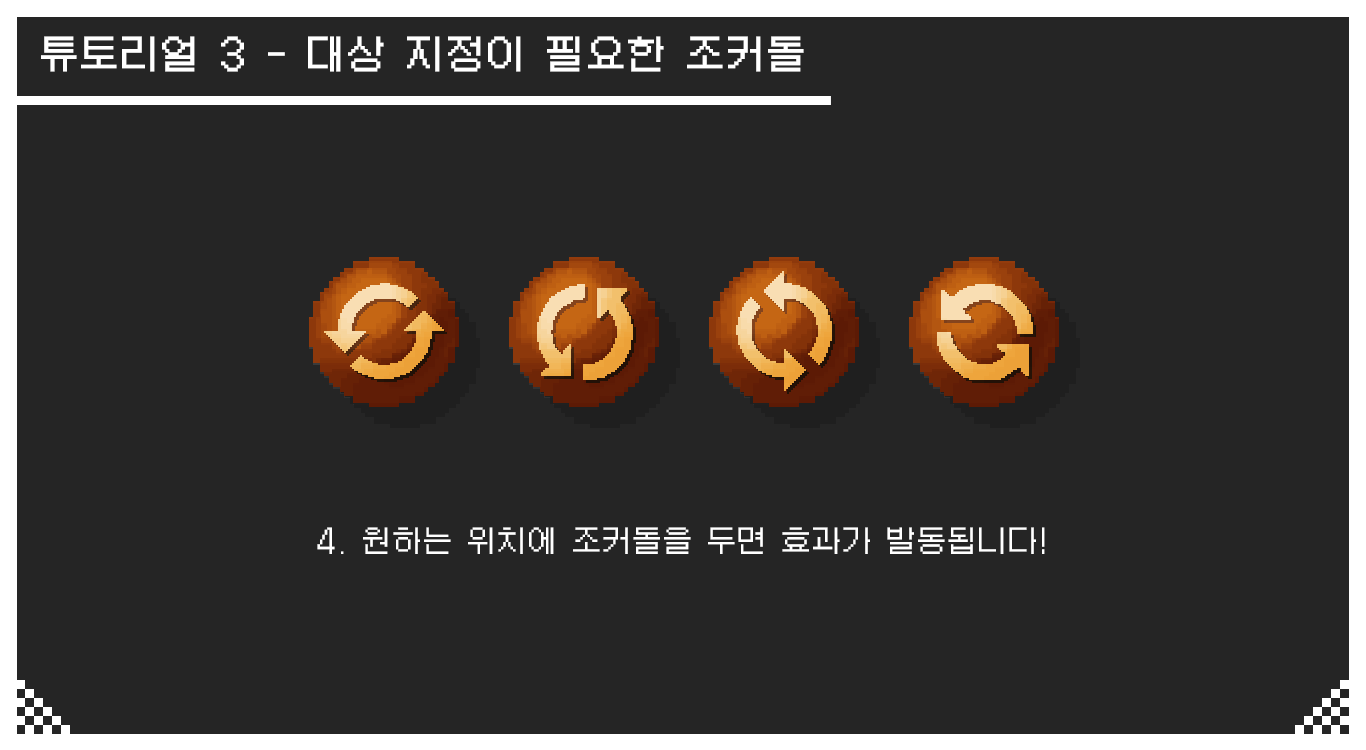 튜토리얼 3 - 대상 지정이 필요한 조커돌
4. 원하는 위치에 조커돌을 두면 효과가 발동됩니다!